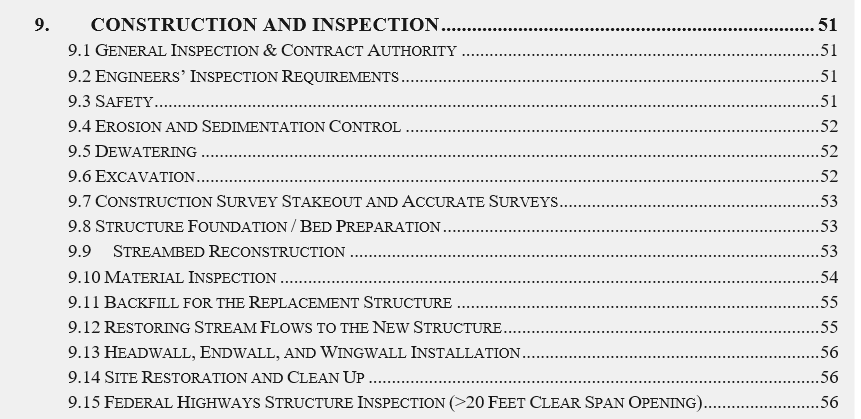 9. CONSTRUCTION AND INSPECTION.................................................................................. 51
9.1 GENERAL INSPECTION & CONTRACT AUTHORITY ...........................................................................51
9.2 ENGINEERS’ INSPECTION REQUIREMENTS.......................................................................................51
9.3 SAFETY............................................................................................................................................51
9.4 EROSION AND SEDIMENTATION CONTROL ......................................................................................52
9.5 DEWATERING ..................................................................................................................................52
9.6 EXCAVATION...................................................................................................................................52
9.7 CONSTRUCTION SURVEY STAKEOUT AND ACCURATE SURVEYS......................................................53
9.8 STRUCTURE FOUNDATION / BED PREPARATION..............................................................................53
9.9 STREAMBED RECONSTRUCTION ..................................................................................................53
9.10 MATERIAL INSPECTION .................................................................................................................54
9.11 BACKFILL FOR THE REPLACEMENT STRUCTURE ...........................................................................55
9.12 RESTORING STREAM FLOWS TO THE NEW STRUCTURE..................................................................55
9.13 HEADWALL, ENDWALL, AND WINGWALL INSTALLATION..............................................................56
9.14 SITE RESTORATION AND CLEAN UP ..............................................................................................56
9.15 FEDERAL HIGHWAYS STRUCTURE INSPECTION (>20 FEET CLEAR SPAN OPENING).........................56